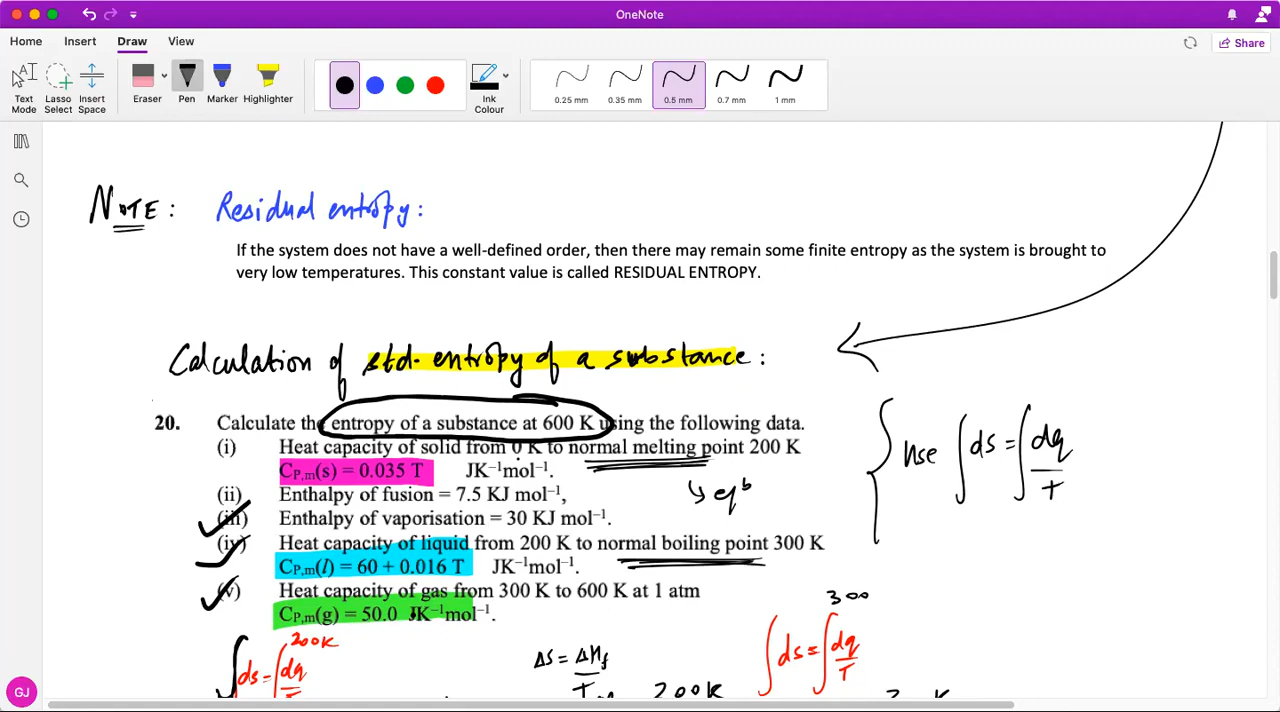 OneNote
Home Insert Draw View
Share
Text Mode
Lasso Select
Insert Space
Eraser
Pen
Marker
Highlighter
Ink Colour
0.25 mm
0.35 mm
0.5 mm
0.7 mm
1 mm
NOTE: Residual entropy:
If the system does not have a well-defined order, then there may remain some finite entropy as the system is brought to
very low temperatures. This constant value is called RESIDUAL ENTROPY.
Calculation of std. entropy of a substance:
20. Calculate the entropy of a substance at 600 K using the following data.
(i) Heat capacity of solid from 0 K to normal melting point 200 K
C_P,m(s) = 0.035 T JK⁻¹mol⁻¹.
↳ eqᵇ
(ii) Enthalpy of fusion = 7.5 KJ mol⁻¹,
(iii) Enthalpy of vaporisation = 30 KJ mol⁻¹.
(iv) Heat capacity of liquid from 200 K to normal boiling point 300 K
C_P,m(l) = 60 + 0.016 T JK⁻¹mol⁻¹.
(v) Heat capacity of gas from 300 K to 600 K at 1 atm
C_P,m(g) = 50.0 JK⁻¹mol⁻¹.
use ∫ds = ∫dq/T
200K
∫ds = ∫dq/T
ΔS = ΔH_f/T
200K
300
∫ds = ∫dq/T
GJ